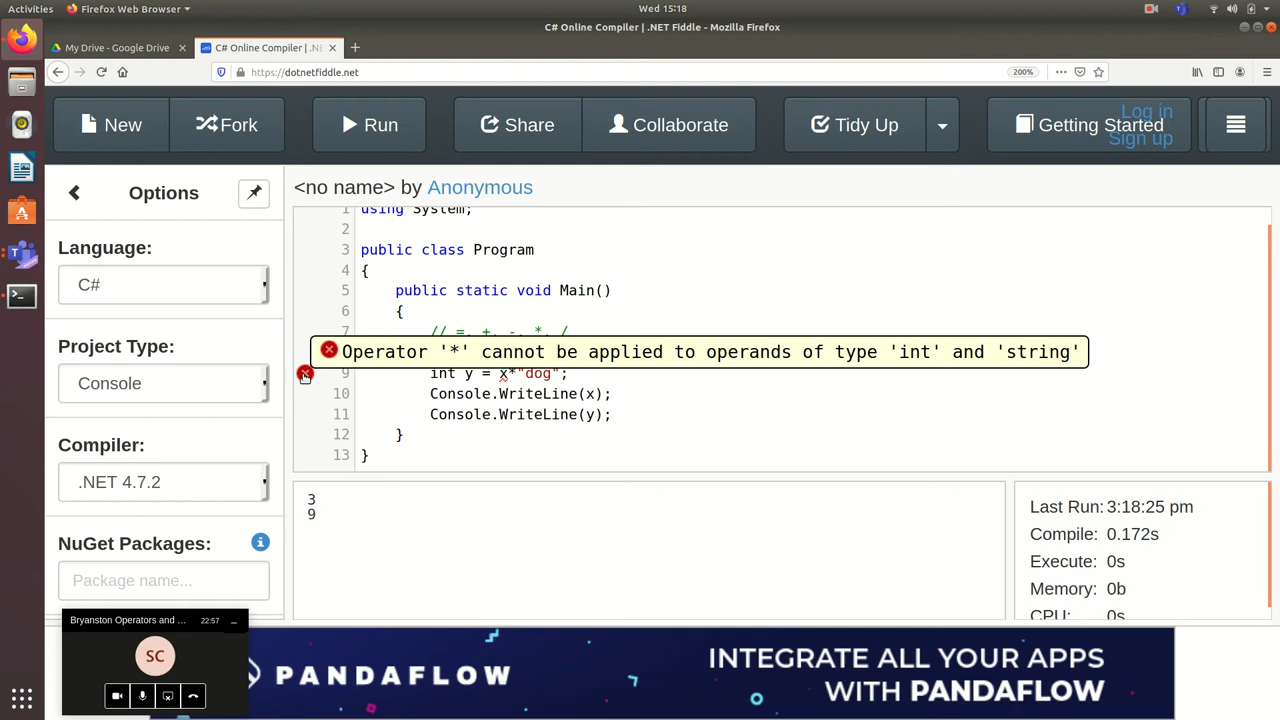 Activities
Firefox Web Browser
Wed 15:18
C# Online Compiler | .NET Fiddle - Mozilla Firefox
My Drive - Google Drive
C# Online Compiler | .NE
https://dotnetfiddle.net
200%
New
Fork
Run
Share
Collaborate
Tidy Up
Getting Started
Log in
Sign up
Options
<no name> by Anonymous
Language:
C#
Project Type:
Console
Compiler:
.NET 4.7.2
NuGet Packages:
Package name...
1 using System;
2
3 public class Program
4 {
5 public static void Main()
6 {
7 // =, +, -, *, /
Operator '*' cannot be applied to operands of type 'int' and 'string'
9 int y = x*"dog";
10 Console.WriteLine(x);
11 Console.WriteLine(y);
12 }
13 }
3
9
Last Run: 3:18:25 pm
Compile: 0.172s
Execute: 0s
Memory: 0b
CPU: 0s
Bryanston Operators and ...
22:57
SC
PANDAFLOW
INTEGRATE ALL YOUR APPS
WITH PANDAFLOW